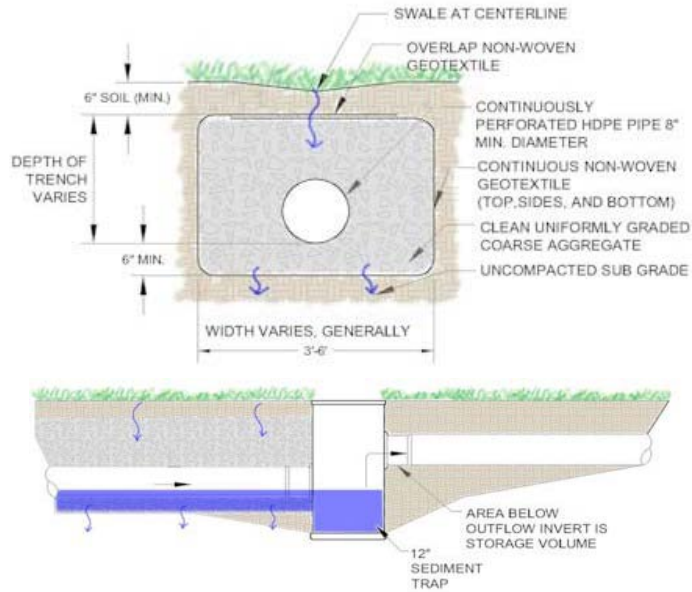 SWALE AT CENTERLINE
OVERLAP NON-WOVEN
GEOTEXTILE
6" SOIL (MIN.)
CONTINUOUSLY
PERFORATED HDPE PIPE 8"
MIN. DIAMETER
DEPTH OF
TRENCH
VARIES
CONTINUOUS NON-WOVEN
GEOTEXTILE
(TOP,SIDES, AND BOTTOM)
CLEAN UNIFORMLY GRADED
COARSE AGGREGATE
6" MIN.
UNCOMPACTED SUB GRADE
WIDTH VARIES, GENERALLY
3'-6'
AREA BELOW
OUTFLOW INVERT IS
STORAGE VOLUME
12"
SEDIMENT
TRAP